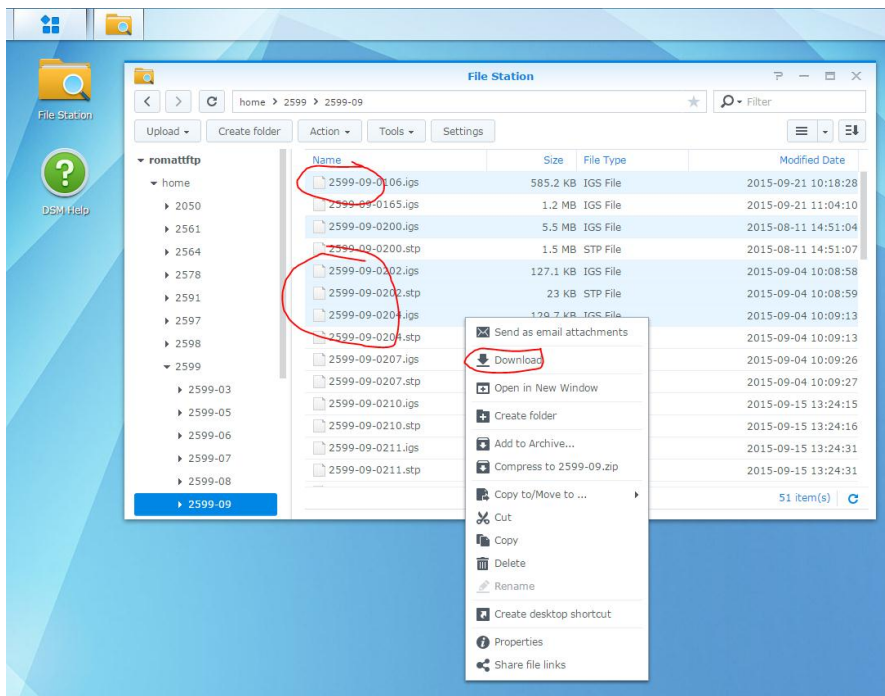 File Station
?
home > 2599 > 2599-09
Filter
File Station
Upload Create folder Action Tools Settings
romattftp
Name Size File Type Modified Date
home
2599-09-0106.igs 585.2 KB IGS File 2015-09-21 10:18:28
2050
2599-09-0165.igs 1.2 MB IGS File 2015-09-21 11:04:10
DSM Help
2561
2599-09-0200.igs 5.5 MB IGS File 2015-08-11 14:51:04
2564
2599-09-0200.stp 1.5 MB STP File 2015-08-11 14:51:07
2578
2599-09-0202.igs 127.1 KB IGS File 2015-09-04 10:08:58
2591
2599-09-0202.stp 23 KB STP File 2015-09-04 10:08:59
2597
2599-09-0204.igs 129.7 KB IGS File 2015-09-04 10:09:13
2598
2599-09-0204.stp 2015-09-04 10:09:13
2599
2599-09-0207.igs 2015-09-04 10:09:26
2599-03
2599-09-0207.stp 2015-09-04 10:09:27
2599-05
2599-09-0210.igs 2015-09-15 13:24:15
2599-06
2599-09-0210.stp 2015-09-15 13:24:16
2599-07
2599-09-0211.igs 2015-09-15 13:24:31
2599-08
2599-09-0211.stp 2015-09-15 13:24:31
2599-09
51 item(s)
Send as email attachments
Download
Open in New Window
Create folder
Add to Archive...
Compress to 2599-09.zip
Copy to/Move to ...
Cut
Copy
Delete
Rename
Create desktop shortcut
Properties
Share file links